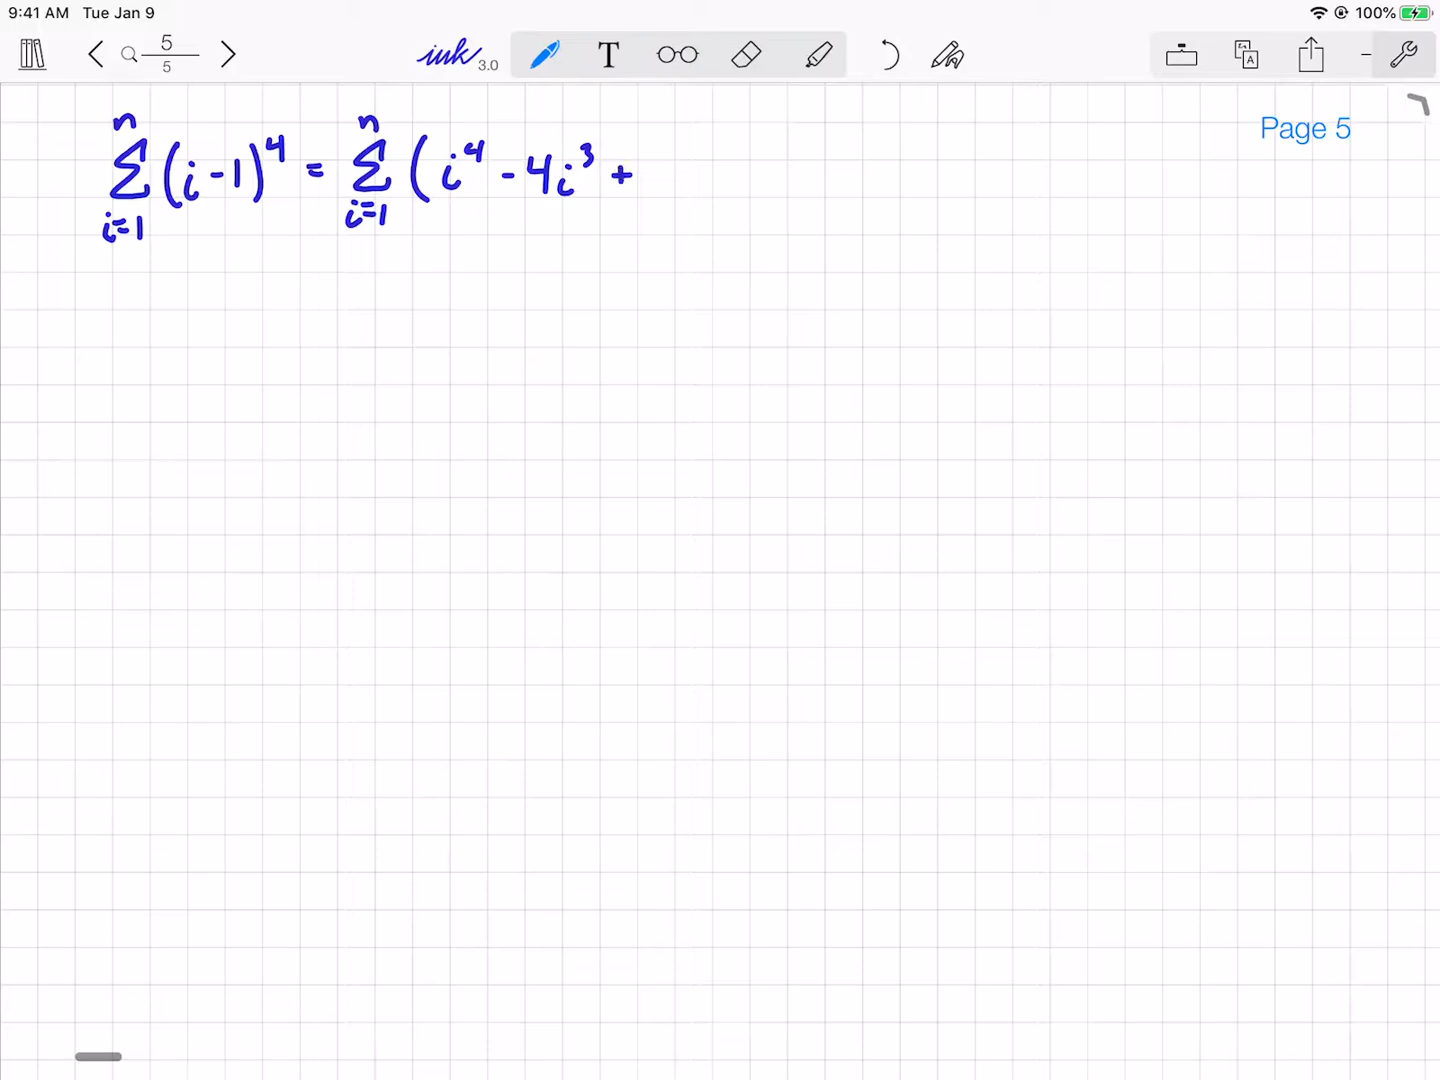 9:41 AM Tue Jan 9 100%
5
5
ink 3.0
T
A
Page 5
n n
∑ (i-1)⁴ = ∑ (i⁴ - 4i³ +
i=1 i=1